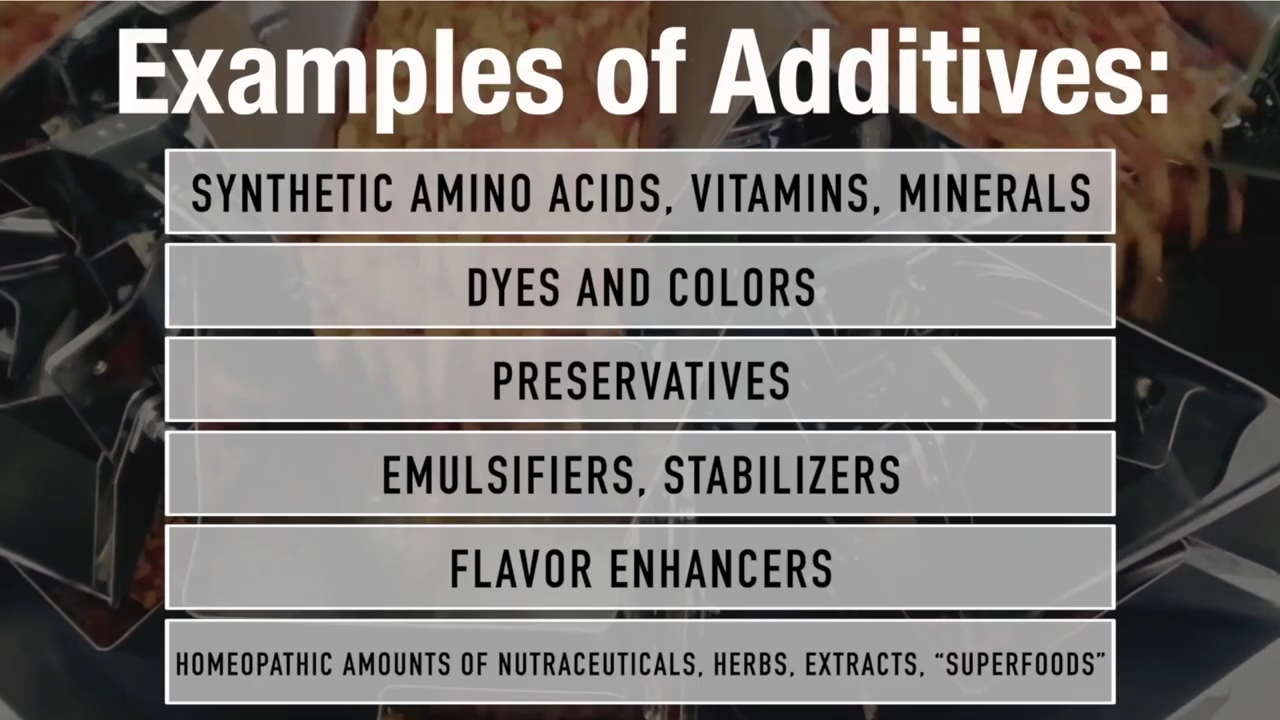 Examples of Additives:
SYNTHETIC AMINO ACIDS, VITAMINS, MINERALS
DYES AND COLORS
PRESERVATIVES
EMULSIFIERS, STABILIZERS
FLAVOR ENHANCERS
HOMEOPATHIC AMOUNTS OF NUTRACEUTICALS, HERBS, EXTRACTS, “SUPERFOODS”